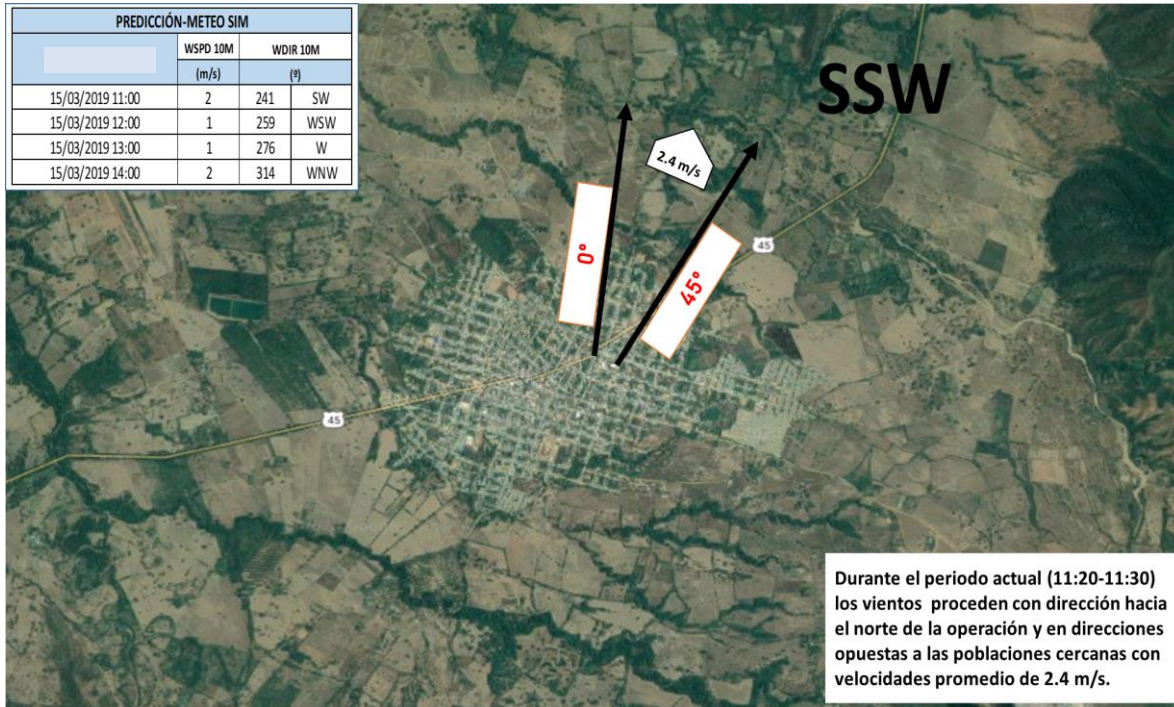 PREDICCIÓN-METEO SIM
WSPD 10M WDIR 10M
(m/s) (º)
15/03/2019 11:00 2 241 SW
15/03/2019 12:00 1 259 WSW
15/03/2019 13:00 1 276 W
15/03/2019 14:00 2 314 WNW
SSW
2.4 m/s
0°
45°
45
45
Durante el periodo actual (11:20-11:30)
los vientos proceden con dirección hacia
el norte de la operación y en direcciones
opuestas a las poblaciones cercanas con
velocidades promedio de 2.4 m/s.